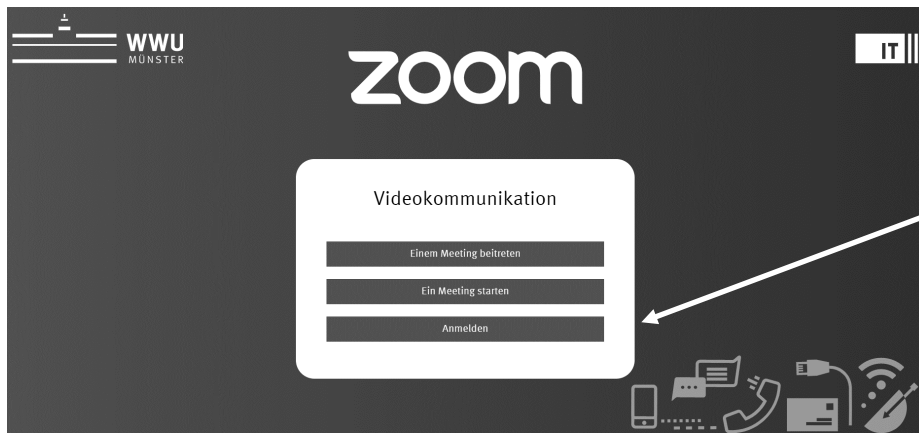 WWU
MÜNSTER
zoom
IT
Videokommunikation
Einem Meeting beitreten
Ein Meeting starten
Anmelden